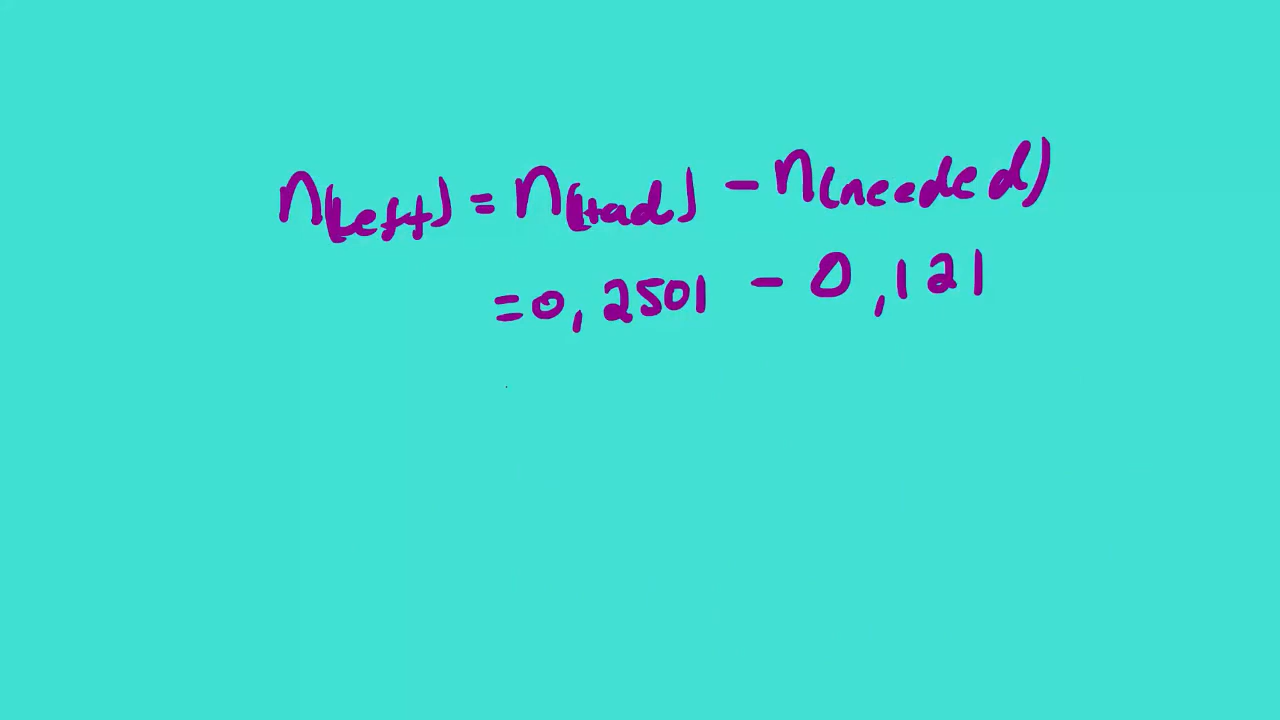 n(left) = n(had) - n(needed)
= 0,2501 - 0,121